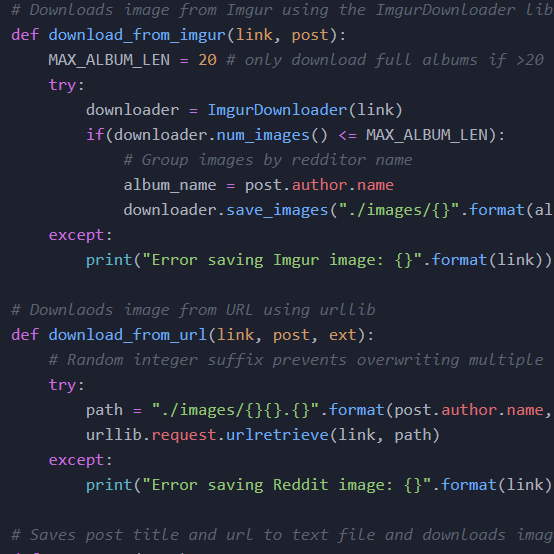 # Downloads image from Imgur using the ImgurDownloader lib
def download_from_imgur(link, post):
    MAX_ALBUM_LEN = 20 # only download full albums if >20
    try:
        downloader = ImgurDownloader(link)
        if(downloader.num_images() <= MAX_ALBUM_LEN):
            # Group images by redditor name
            album_name = post.author.name
            downloader.save_images("./images/{}".format(al
    except:
        print("Error saving Imgur image: {}".format(link))
# Downlaods image from URL using urllib
def download_from_url(link, post, ext):
    # Random integer suffix prevents overwriting multiple
    try:
        path = "./images/{}{}.{}".format(post.author.name,
        urllib.request.urlretrieve(link, path)
    except:
        print("Error saving Reddit image: {}".format(link)
# Saves post title and url to text file and downloads imag